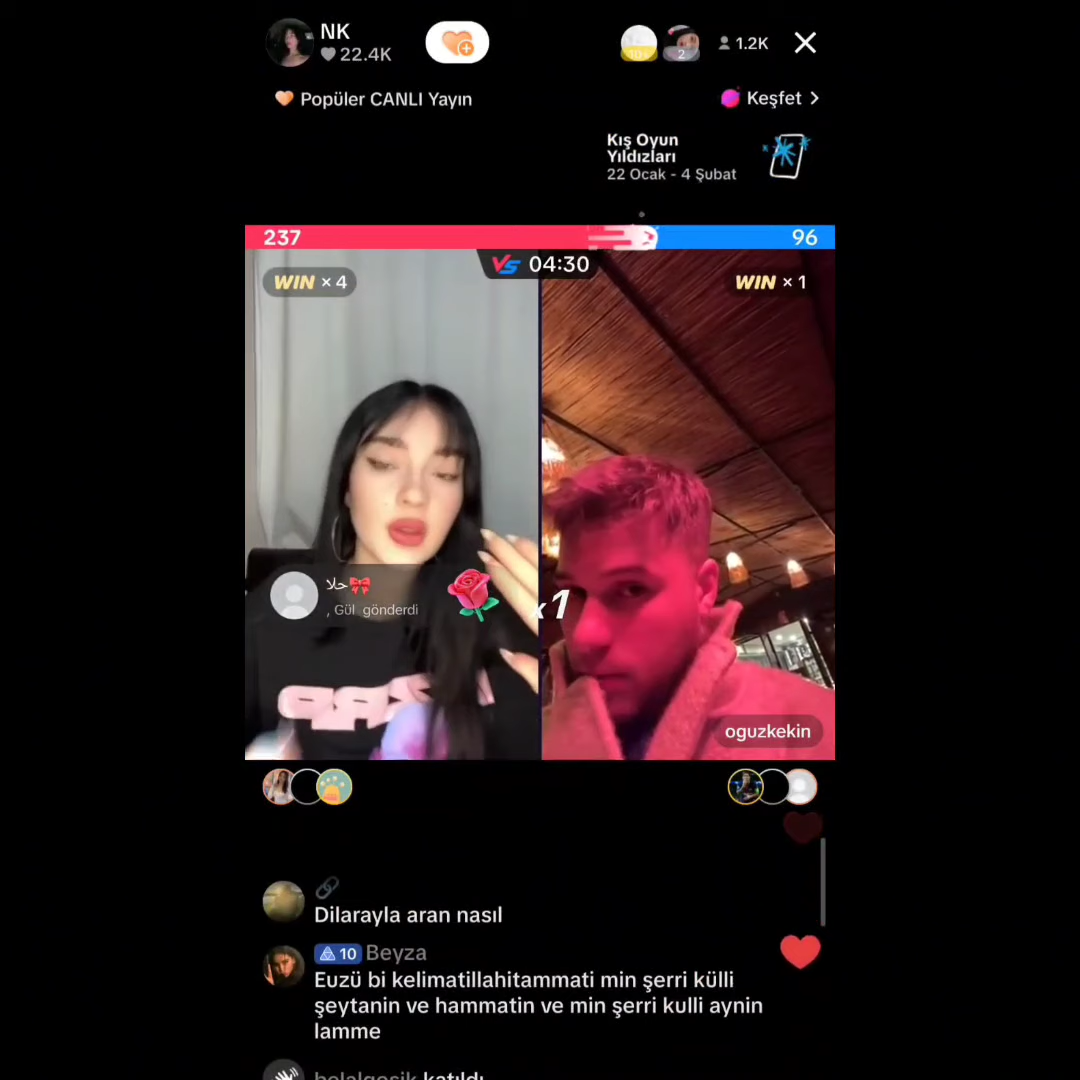 NK
22.4K
1.2K
Popüler CANLI Yayın
Keşfet
Kış Oyun
Yıldızları
22 Ocak - 4 Şubat
237
96
VS 04:30
WIN × 4
WIN × 1
حلا🎀
, Gül gönderdi
x1
oguzkekin
Dilarayla aran nasıl
10 Beyza
Euzü bi kelimatillahitammati min şerri külli
şeytanin ve hammatin ve min şerri kulli aynin
lamme
katıldı